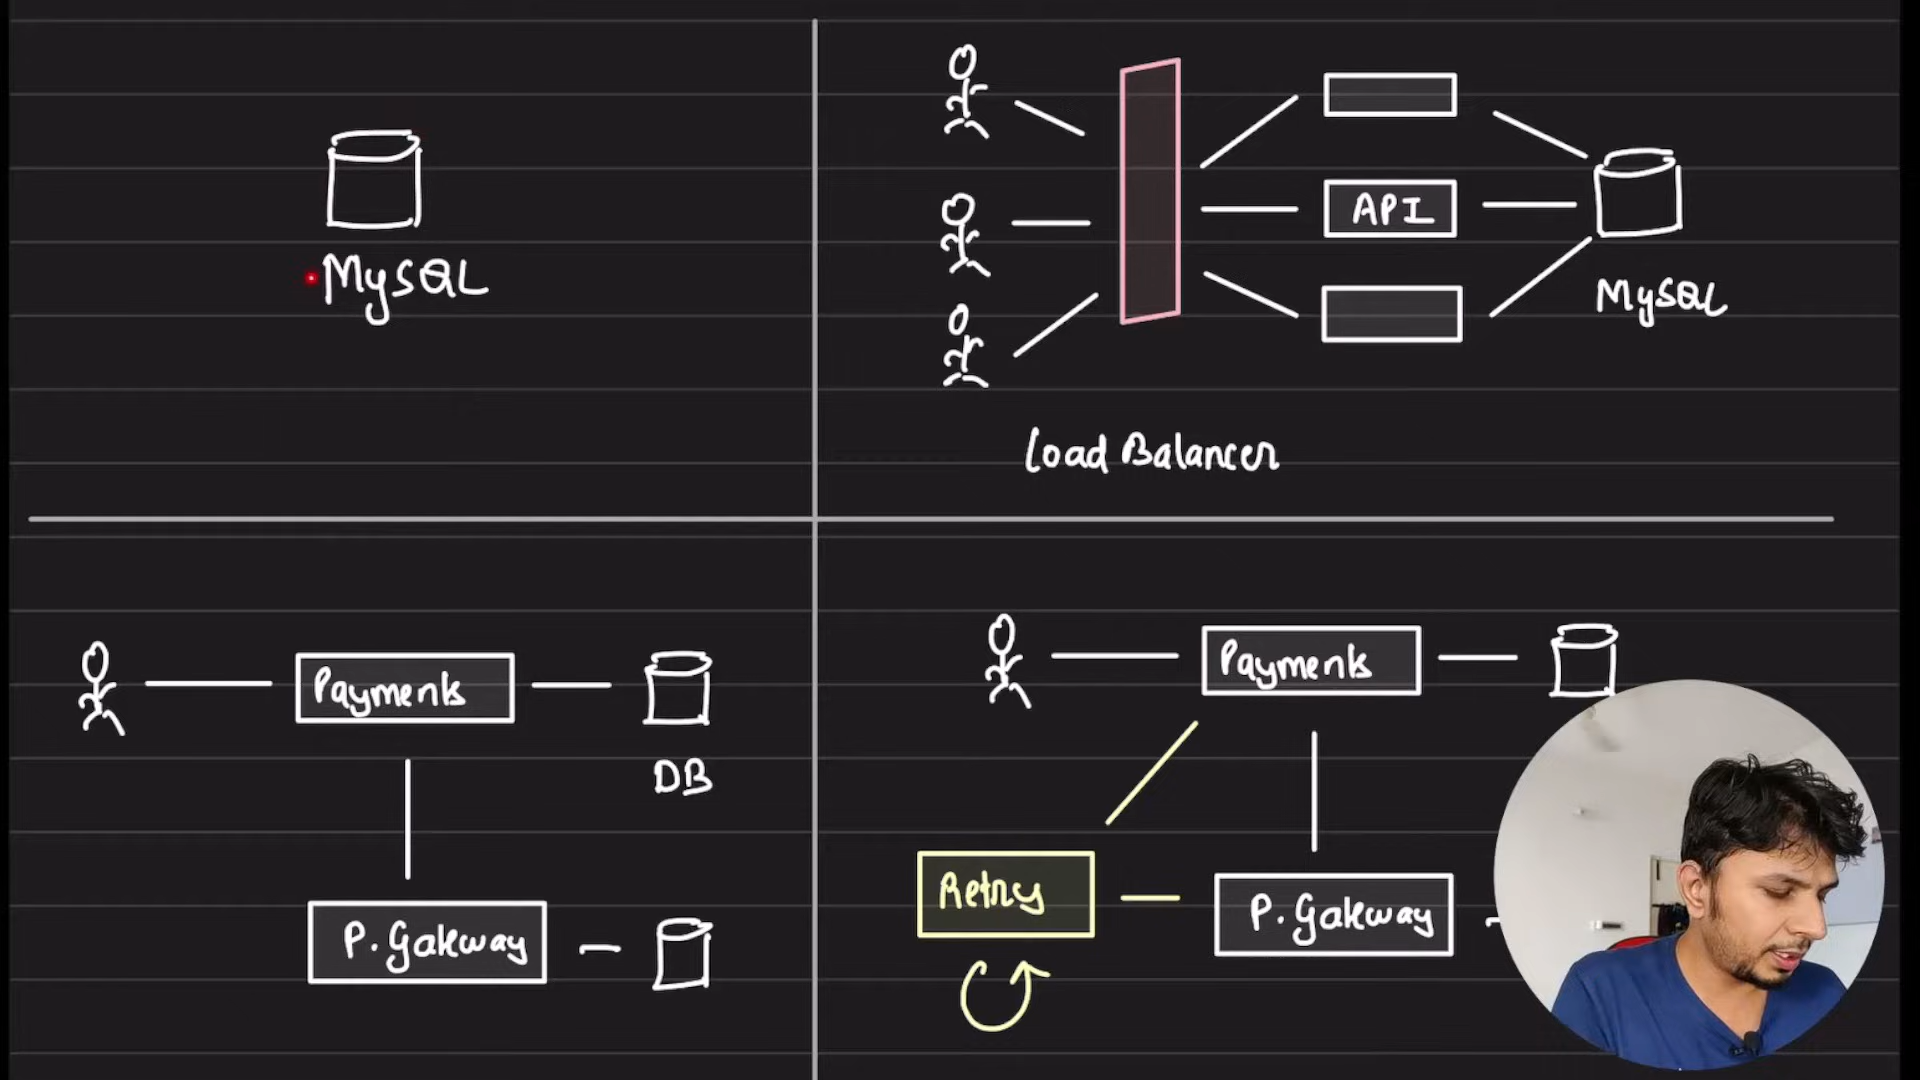 MySQL
API
MySQL
Load Balancer
Payments
DB
P. Gateway
Payments
Retry
P. Gateway